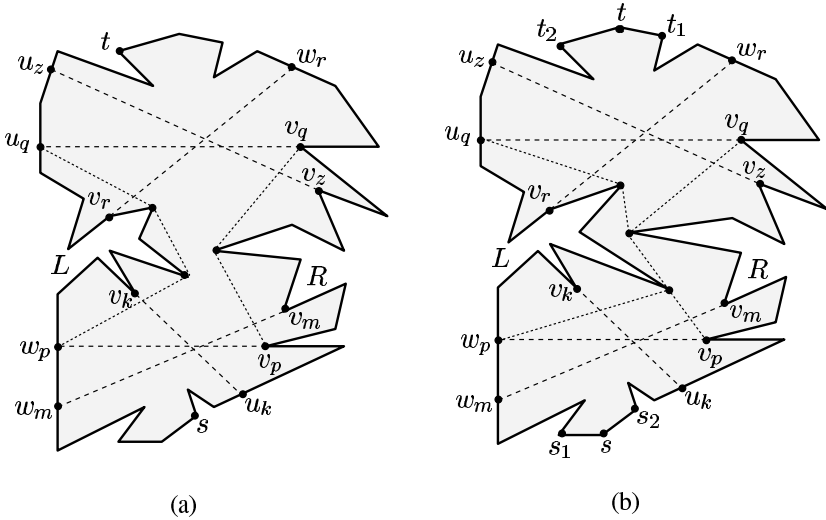 t
u_z
w_r
u_q
v_q
v_z
v_r
L
R
v_k
v_m
w_p
v_p
w_m
u_k
s
(a)
t
t_2
t_1
u_z
w_r
u_q
v_q
v_z
v_r
L
R
v_k
v_m
w_p
v_p
w_m
u_k
s_2
s_1
s
(b)